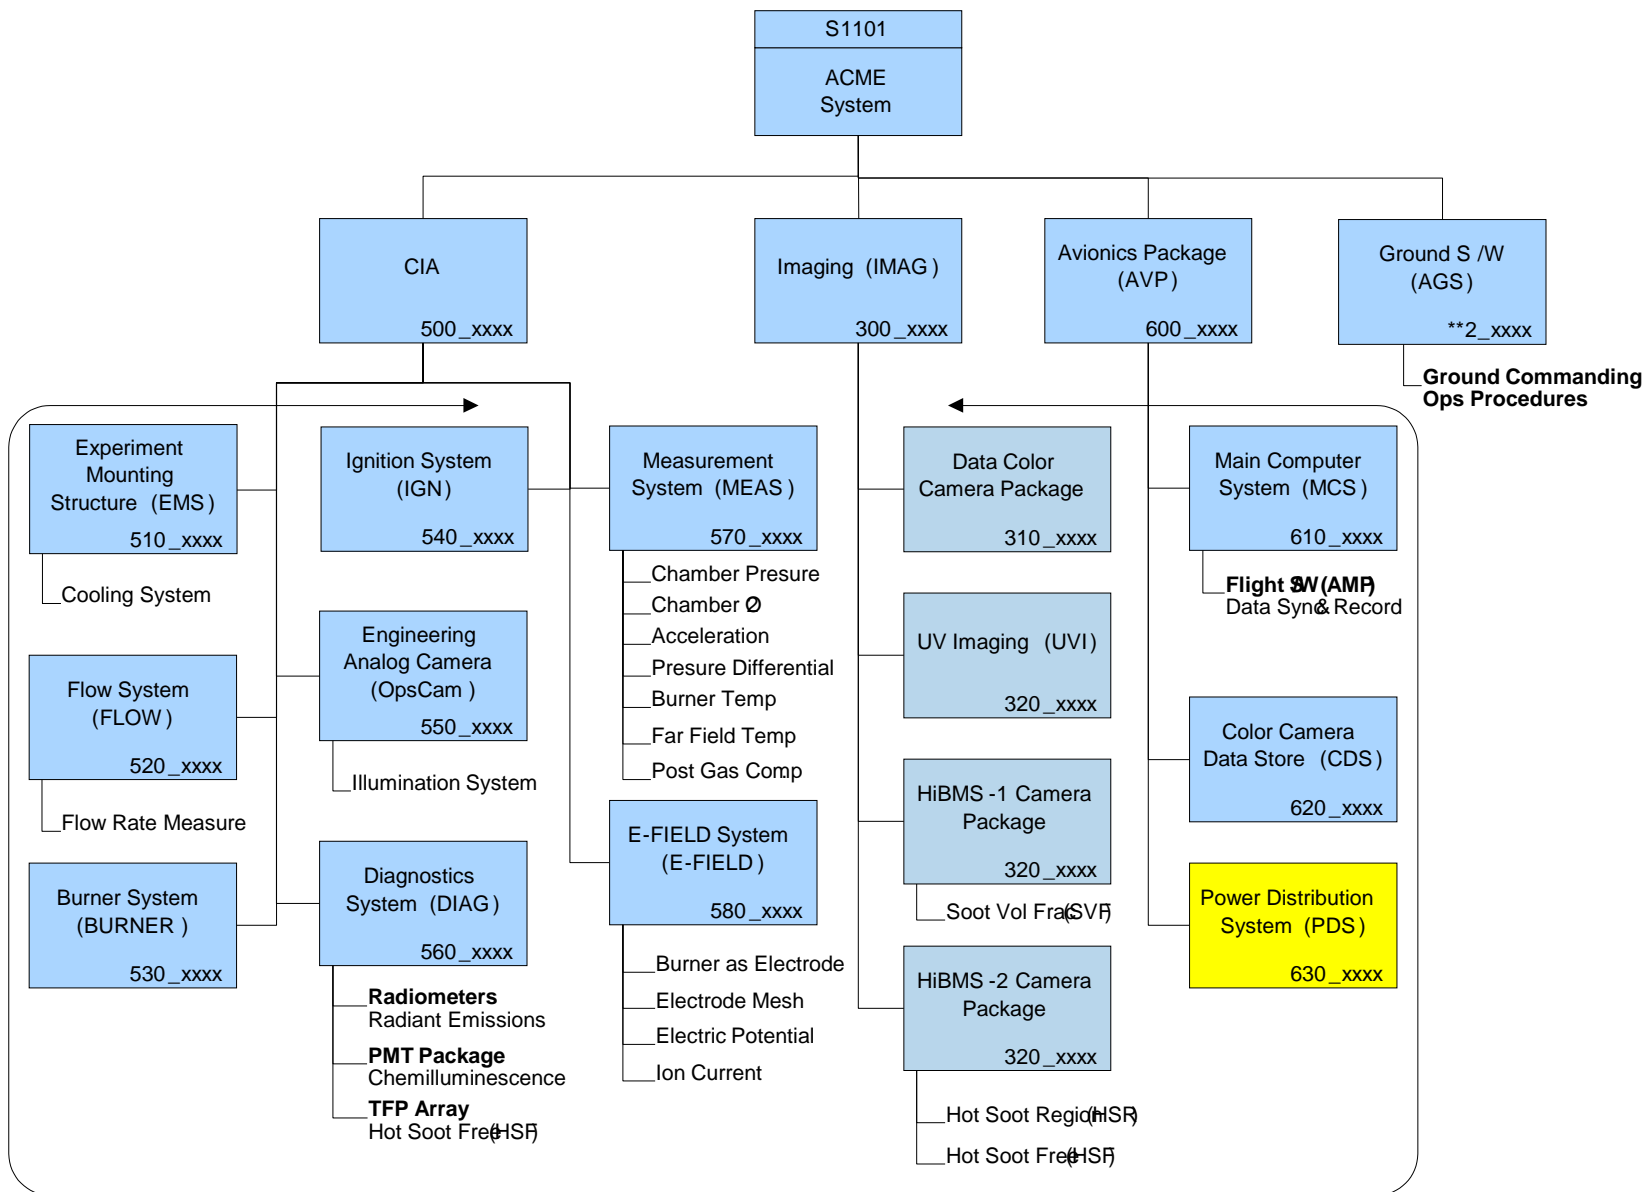 S1101
ACME
System
CIA
500_xxxx
Imaging (IMAG)
300_xxxx
Avionics Package
(AVP)
600_xxxx
Ground S/W
(AGS)
**2_xxxx
Ground Commanding
Ops Procedures
Experiment
Mounting
Structure (EMS)
510_xxxx
Cooling System
Flow System
(FLOW)
520_xxxx
Flow Rate Measure
Burner System
(BURNER)
530_xxxx
Ignition System
(IGN)
540_xxxx
Engineering
Analog Camera
(OpsCam)
550_xxxx
Illumination System
Diagnostics
System (DIAG)
560_xxxx
Radiometers
Radiant Emissions
PMT Package
Chemilluminescence
TFP Array
Hot Soot Free (HSF)
Measurement
System (MEAS)
570_xxxx
Chamber Presure
Chamber O2
Acceleration
Presure Differential
Burner Temp
Far Field Temp
Post Gas Comp
E-FIELD System
(E-FIELD)
580_xxxx
Burner as Electrode
Electrode Mesh
Electric Potential
Ion Current
Data Color
Camera Package
310_xxxx
UV Imaging (UVI)
320_xxxx
HiBMS-1 Camera
Package
320_xxxx
Soot Vol Frac (SVF)
HiBMS-2 Camera
Package
320_xxxx
Hot Soot Region (HSR)
Hot Soot Free (HSF)
Main Computer
System (MCS)
610_xxxx
Flight S/W (AMP)
Data Sync & Record
Color Camera
Data Store (CDS)
620_xxxx
Power Distribution
System (PDS)
630_xxxx